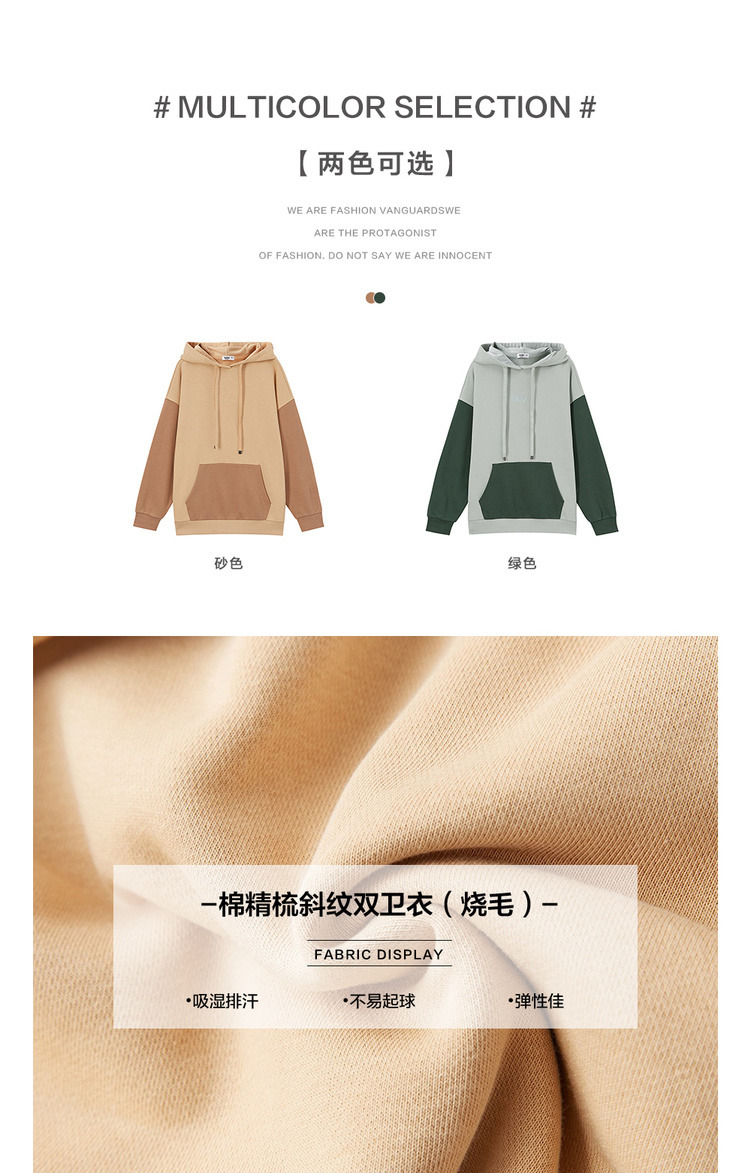 # MULTICOLOR SELECTION #
【两色可选】
WE ARE FASHION VANGUARDSWE
ARE THE PROTAGONIST
OF FASHION. DO NOT SAY WE ARE INNOCENT
砂色
绿色
–棉精梳斜纹双卫衣（烧毛）–
FABRIC DISPLAY
•吸湿排汗 •不易起球 •弹性佳